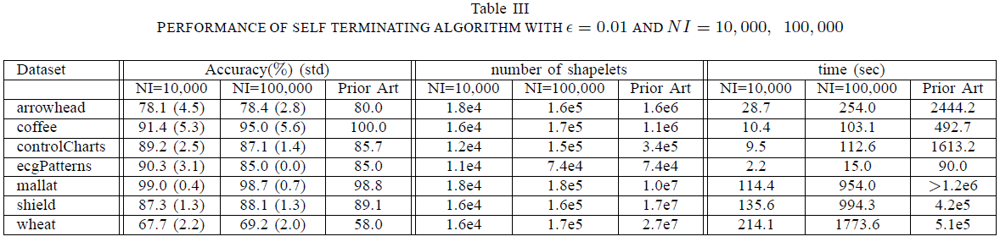 Table III
PERFORMANCE OF SELF TERMINATING ALGORITHM WITH ϵ = 0.01 AND NI = 10,000, 100,000
Dataset Accuracy(%) (std) number of shapelets time (sec)
NI=10,000 NI=100,000 Prior Art NI=10,000 NI=100,000 Prior Art NI=10,000 NI=100,000 Prior Art
arrowhead 78.1 (4.5) 78.4 (2.8) 80.0 1.8e4 1.6e5 1.6e6 28.7 254.0 2444.2
coffee 91.4 (5.3) 95.0 (5.6) 100.0 1.6e4 1.7e5 1.1e6 10.4 103.1 492.7
controlCharts 89.2 (2.5) 87.1 (1.4) 85.7 1.2e4 1.5e5 3.4e5 9.5 112.6 1613.2
ecgPatterns 90.3 (3.1) 85.0 (0.0) 85.0 1.1e4 7.4e4 7.4e4 2.2 15.0 90.0
mallat 99.0 (0.4) 98.7 (0.7) 98.8 1.8e4 1.8e5 1.0e7 114.4 954.0 >1.2e6
shield 87.3 (1.3) 88.1 (1.3) 89.1 1.6e4 1.6e5 1.7e7 135.6 994.3 4.2e5
wheat 67.7 (2.2) 69.2 (2.0) 58.0 1.6e4 1.7e5 2.7e7 214.1 1773.6 5.1e5